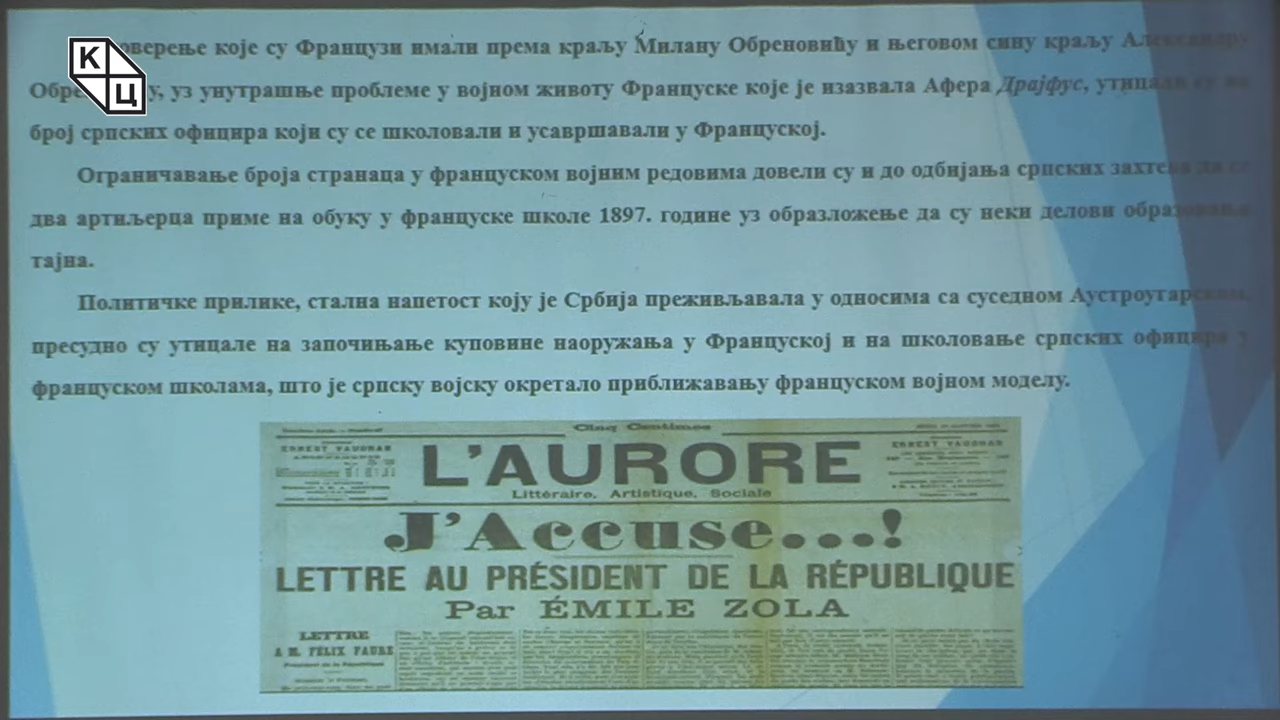 К
Ц
које су Французи имали према краљу Милану Обреновићу и његовом сину краљу Александру
уз унутрашње проблеме у војном животу Француске које је изазвала Афера Драјфус, утицали су на
број српских официра који су се школовали и усавршавали у Француској.
Ограничавање броја странаца у француском војним редовима довели су и до одбијања српских захтева да се
два артиљерца приме на обуку у француске школе 1897. године уз образложење да су неки делови образовања
тајна.
Политичке прилике, стална напетост коју је Србија преживљавала у односима са суседном Аустроугарском,
пресудно су утицале на започињање куповине наоружања у Француској и на школовање српских официра у
француском школама, што је српску војску окретало приближавању француском војном моделу.
Cinq Centimes
ERNEST VAUGHAN
ERNEST VAUGHAN
L'AURORE
Littéraire, Artistique, Sociale
J'Accuse...!
LETTRE AU PRÉSIDENT DE LA RÉPUBLIQUE
Par ÉMILE ZOLA
LETTRE
A M. FÉLIX FAURE
Président de la République